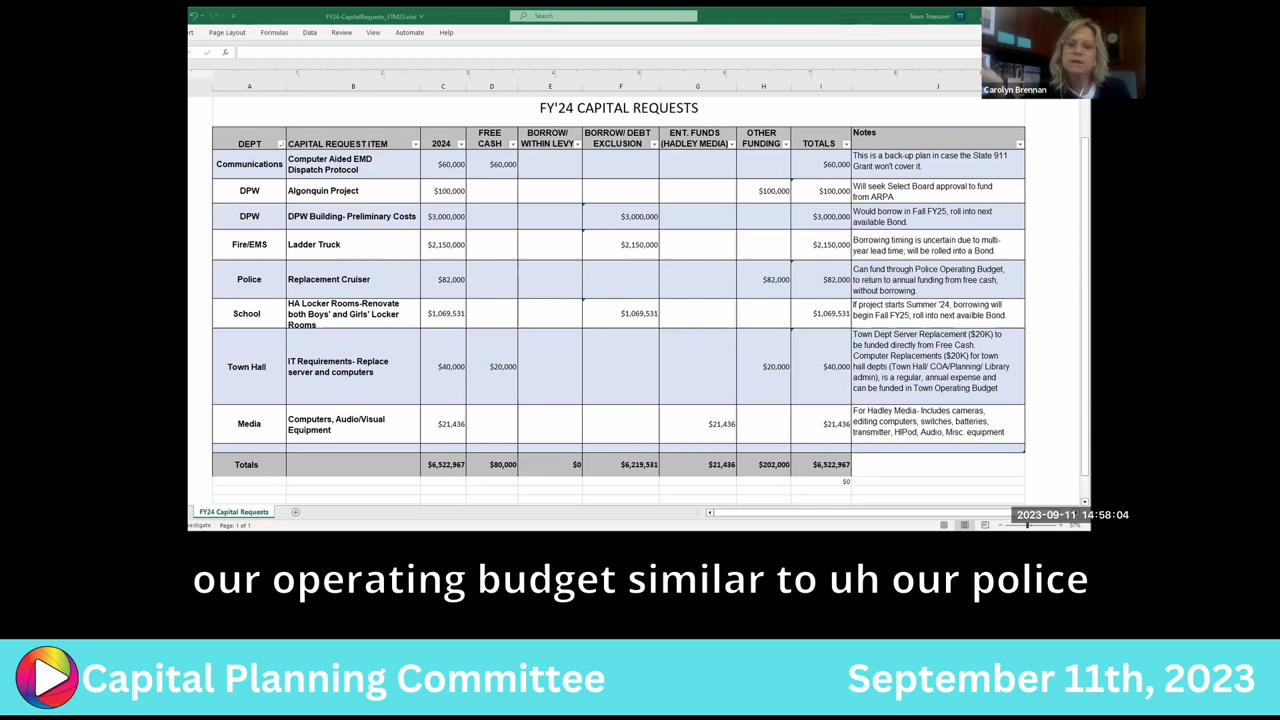 FY24-CapitalRequests_STM23.xlsx
Search
Town Treasurer
TT
Page Layout Formulas Data Review View Automate Help
fx
Carolyn Brennan
A B C D E F G H I J
FY'24 CAPITAL REQUESTS
DEPT CAPITAL REQUEST ITEM 2024 FREE CASH BORROW/ WITHIN LEVY BORROW/ DEBT EXCLUSION ENT. FUNDS (HADLEY MEDIA) OTHER FUNDING TOTALS Notes
Communications Computer Aided EMD Dispatch Protocol $60,000 $60,000 $60,000 This is a back-up plan in case the State 911 Grant won't cover it.
DPW Algonquin Project $100,000 $100,000 $100,000 Will seek Select Board approval to fund from ARPA
DPW DPW Building- Preliminary Costs $3,000,000 $3,000,000 $3,000,000 Would borrow in Fall FY25, roll into next available Bond.
Fire/EMS Ladder Truck $2,150,000 $2,150,000 $2,150,000 Borrowing timing is uncertain due to multi-year lead time; will be rolled into a Bond.
Police Replacement Cruiser $82,000 $82,000 $82,000 Can fund through Police Operating Budget, to return to annual funding from free cash, without borrowing.
School HA Locker Rooms-Renovate both Boys' and Girls' Locker Rooms $1,069,531 $1,069,531 $1,069,531 If project starts Summer '24, borrowing will begin Fall FY25; roll into next availble Bond.
Town Hall IT Requirements- Replace server and computers $40,000 $20,000 $20,000 $40,000 Town Dept Server Replacement ($20K) to be funded directly from Free Cash. Computer Replacements ($20K) for town hall depts (Town Hall/ COA/Planning/ Library admin), is a regular, annual expense and can be funded in Town Operating Budget
Media Computers, Audio/Visual Equipment $21,436 $21,436 $21,436 For Hadley Media- Includes cameras, editing computers, switches, batteries, transmitter, HIPod, Audio, Misc. equipment
Totals $6,522,967 $80,000 $0 $6,219,531 $21,436 $202,000 $6,522,967
$0
FY24 Capital Requests
Page: 1 of 1
2023-09-11 14:58:04
our operating budget similar to uh our police
Capital Planning Committee
September 11th, 2023